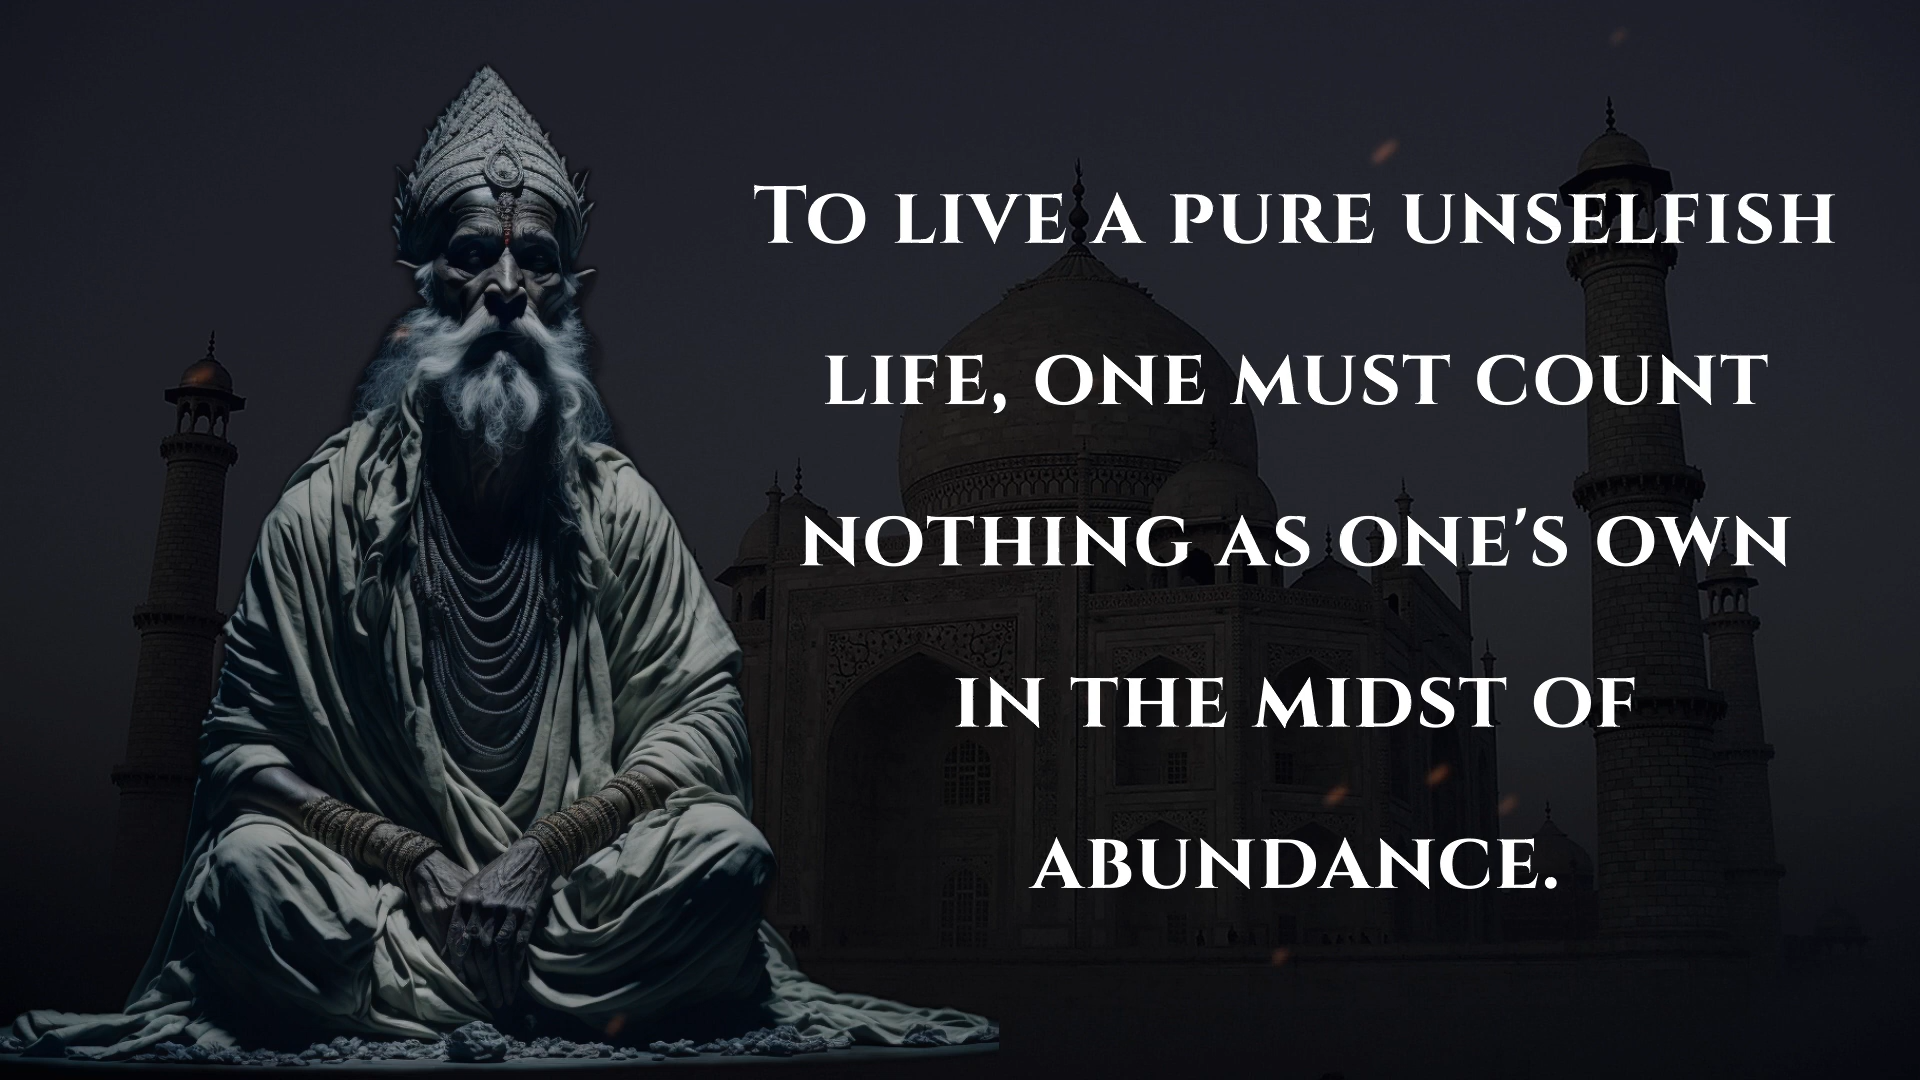 To live a pure unselfish
life, one must count
nothing as one's own
in the midst of
abundance.